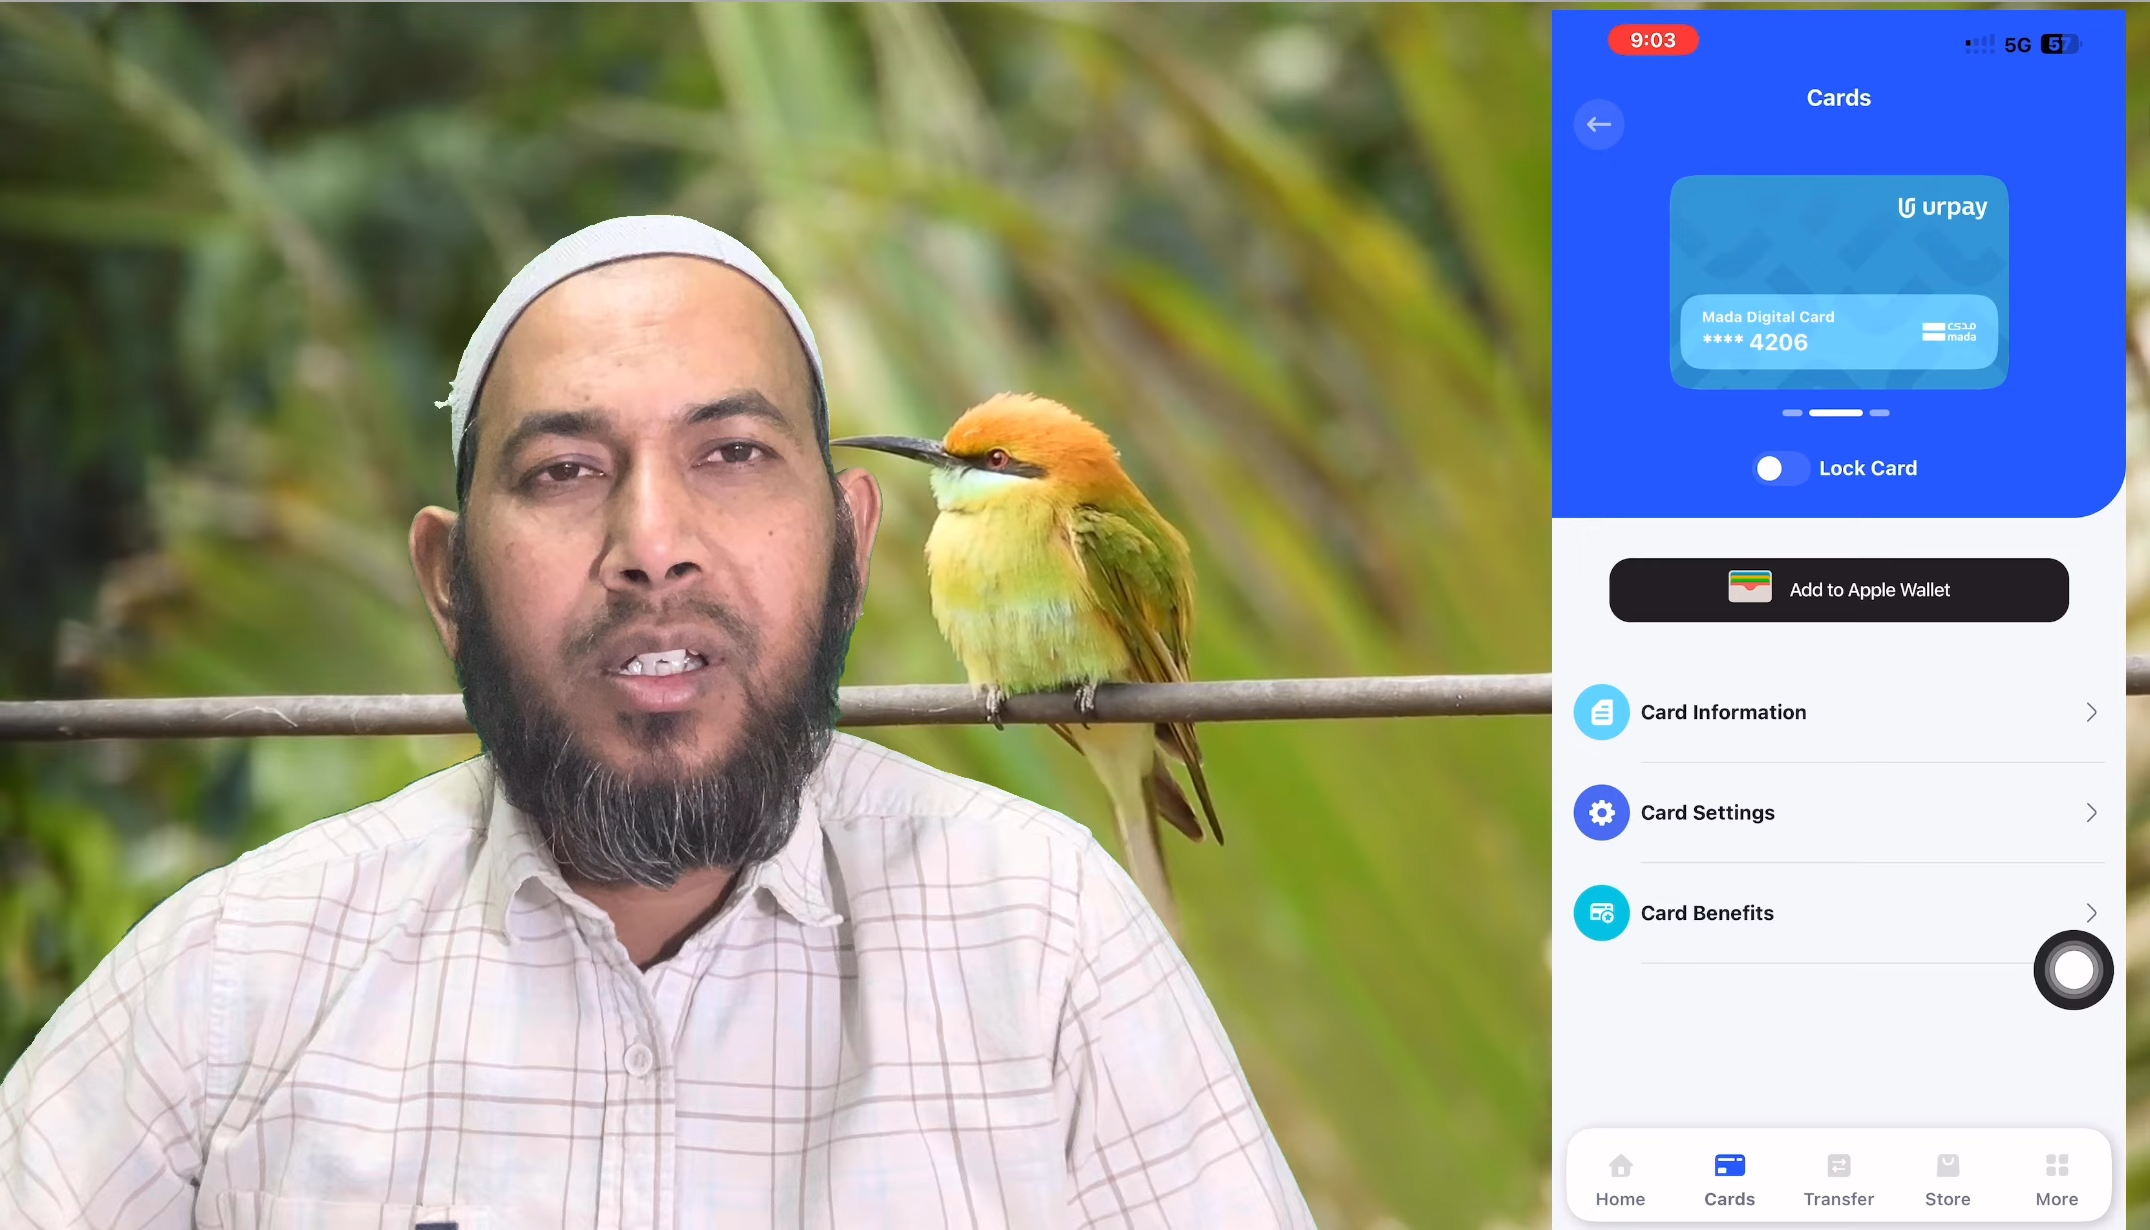 9:03
5G 57
Cards
urpay
Mada Digital Card
**** 4206
مدى
mada
Lock Card
Add to Apple Wallet
Card Information
Card Settings
Card Benefits
Home Cards Transfer Store More